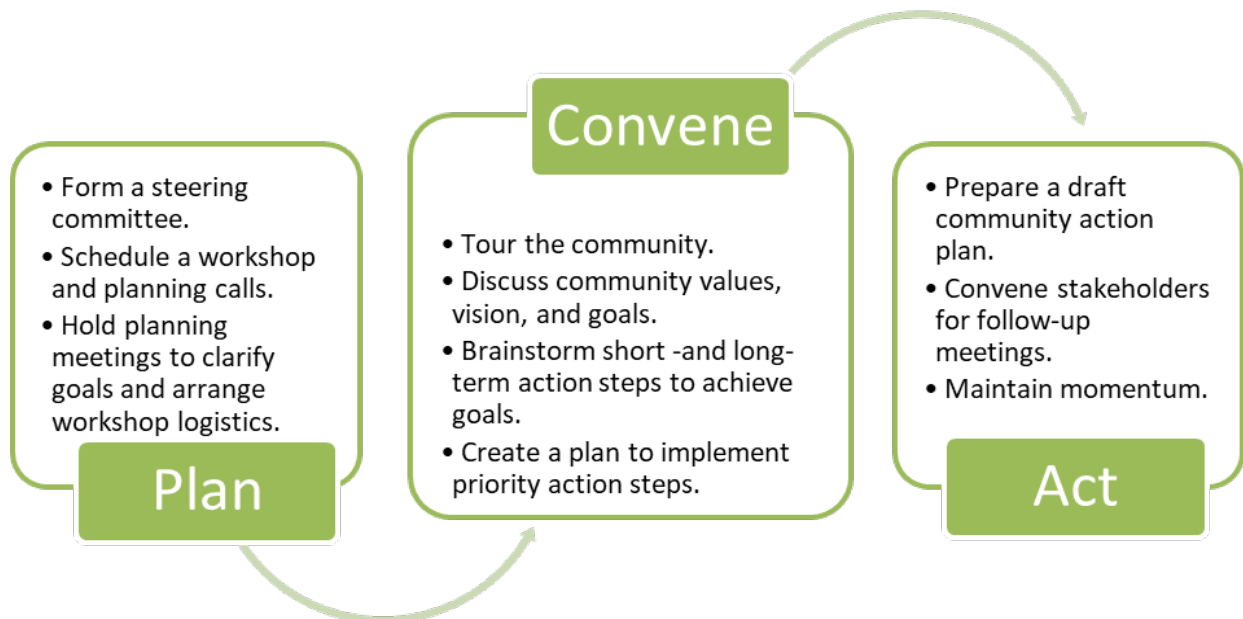 • Form a steering
committee.
• Schedule a workshop
and planning calls.
• Hold planning
meetings to clarify
goals and arrange
workshop logistics.
Plan
Convene
• Tour the community.
• Discuss community values,
vision, and goals.
• Brainstorm short -and long-
term action steps to achieve
goals.
• Create a plan to implement
priority action steps.
• Prepare a draft
community action
plan.
• Convene stakeholders
for follow-up
meetings.
• Maintain momentum.
Act